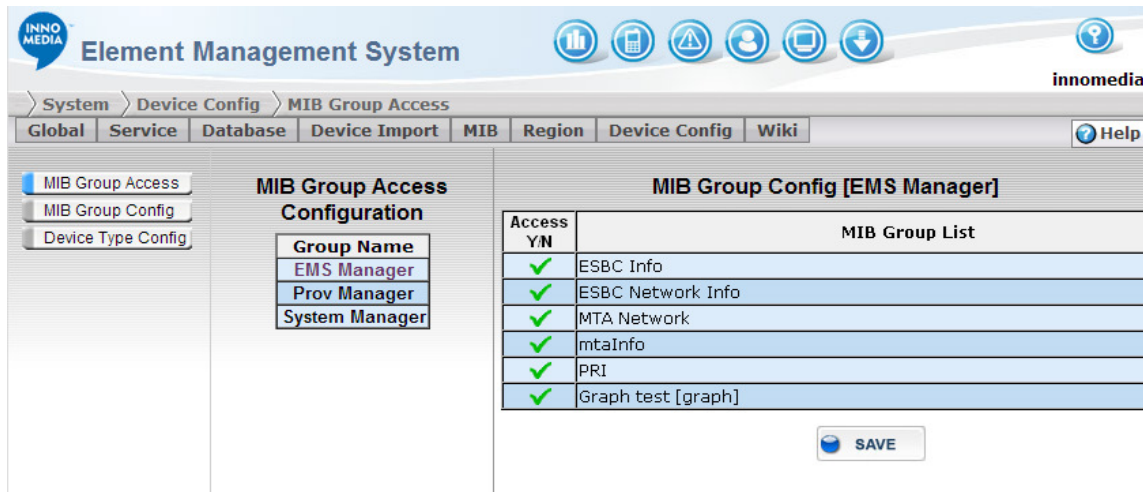 INNO
MEDIA
Element Management System
innomedia
System Device Config MIB Group Access
Global Service Database Device Import MIB Region Device Config Wiki
Help
MIB Group Access
MIB Group Config
Device Type Config
MIB Group Access
Configuration
Group Name
EMS Manager
Prov Manager
System Manager
MIB Group Config [EMS Manager]
Access
Y/N
MIB Group List
ESBC Info
ESBC Network Info
MTA Network
mtaInfo
PRI
Graph test [graph]
SAVE